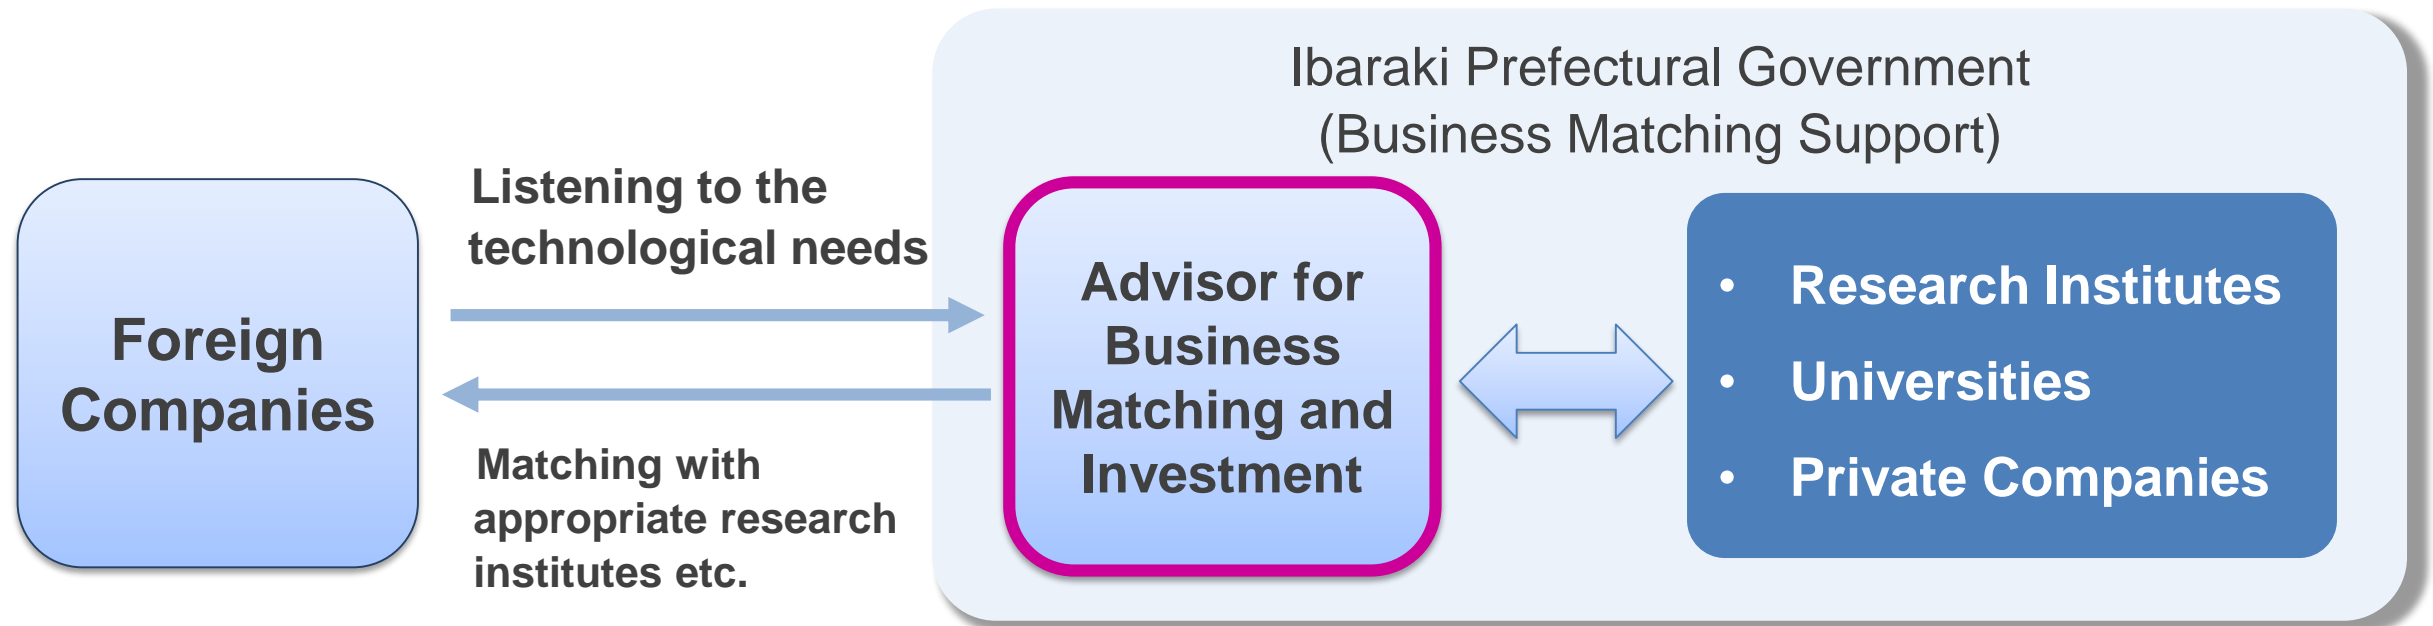 Ibaraki Prefectural Government
(Business Matching Support)
Foreign
Companies
Listening to the
technological needs
Matching with
appropriate research
institutes etc.
Advisor for
Business
Matching and
Investment
• Research Institutes
• Universities
• Private Companies